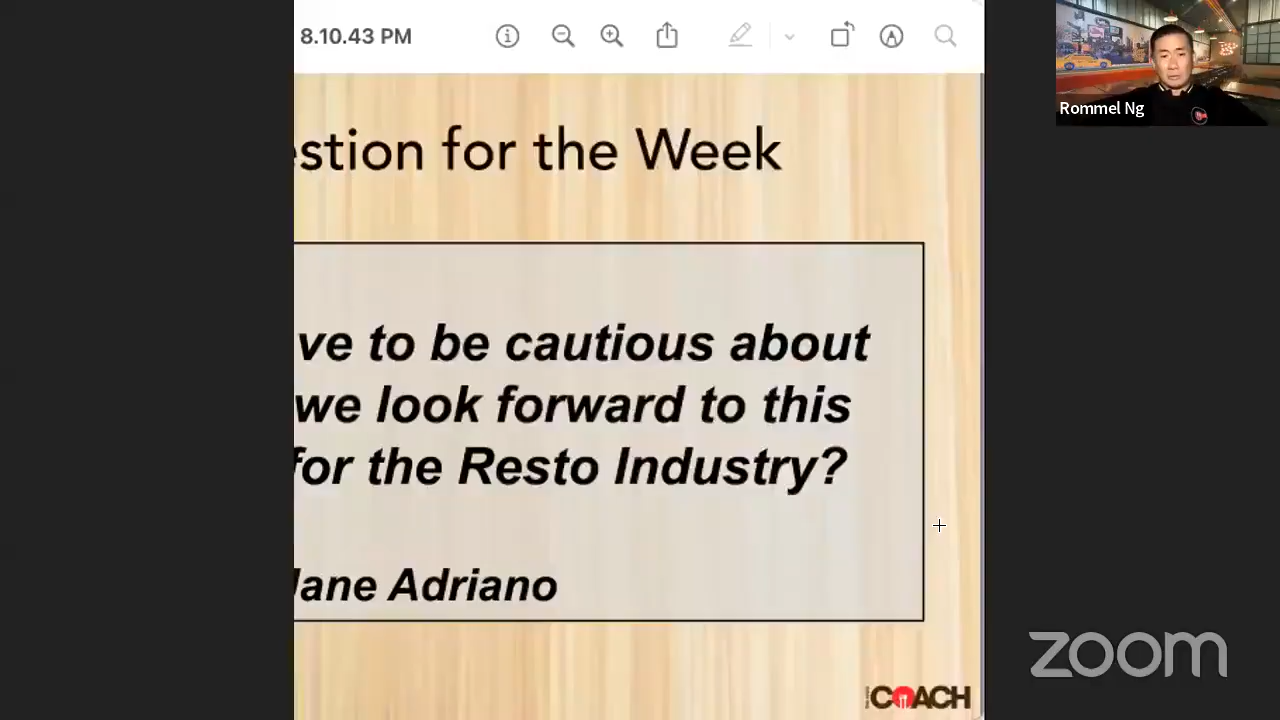 8.10.43 PM
Rommel Ng
stion for the Week
ve to be cautious about
we look forward to this
for the Resto Industry?
Jane Adriano
COACH
zoom